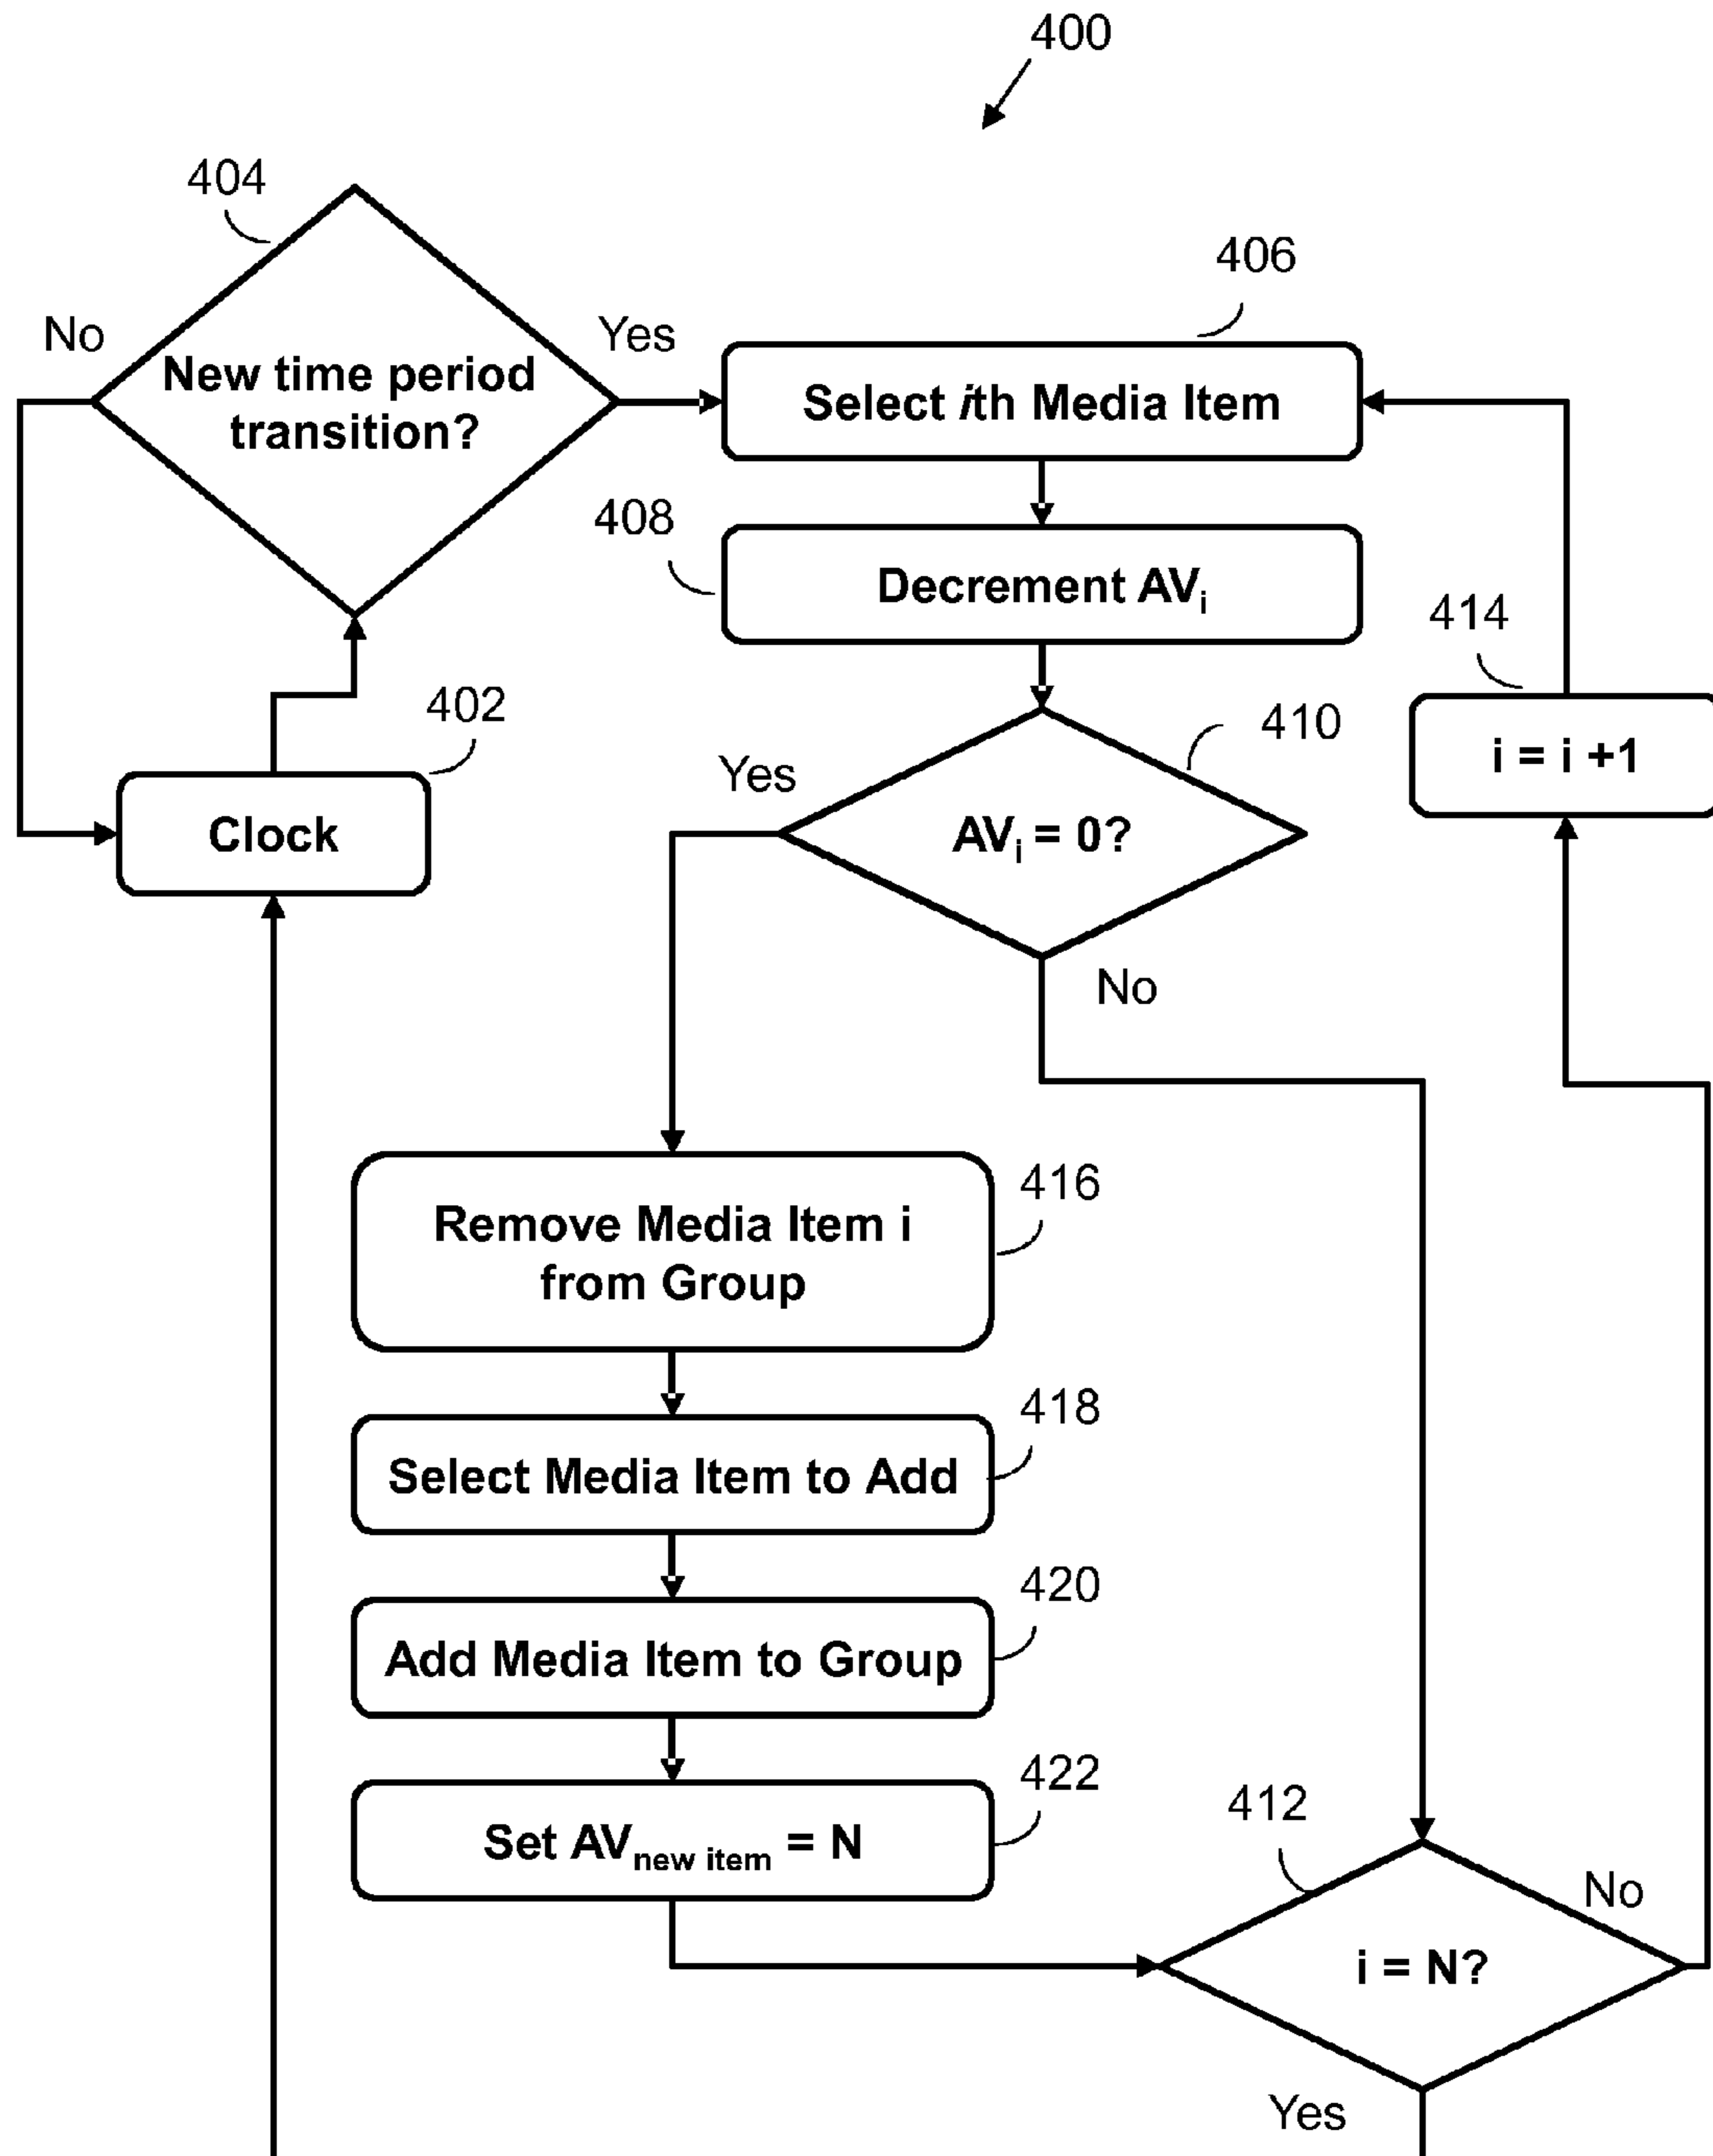 400
404
406
No
Yes
New time period
transition?
Select ith Media Item
408
Decrement AVi
414
402
410
Yes
i = i +1
Clock
AVi = 0?
No
416
Remove Media Item i
from Group
418
Select Media Item to Add
420
Add Media Item to Group
422
412
Set AVnew item = N
No
i = N?
Yes